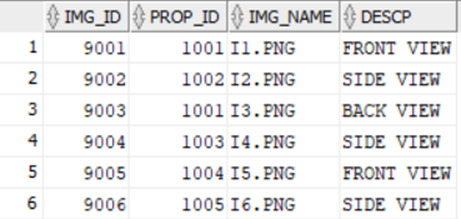 IMG_ID PROP_ID IMG_NAME DESCP
1 9001 1001 I1.PNG FRONT VIEW
2 9002 1002 I2.PNG SIDE VIEW
3 9003 1001 I3.PNG BACK VIEW
4 9004 1003 I4.PNG SIDE VIEW
5 9005 1004 I5.PNG FRONT VIEW
6 9006 1005 I6.PNG SIDE VIEW